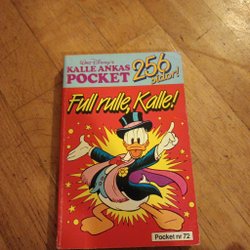 Walt Disney's
KALLE ANKAS
POCKET
256
sidor!
Full rulle, Kalle!
Pocket nr 72